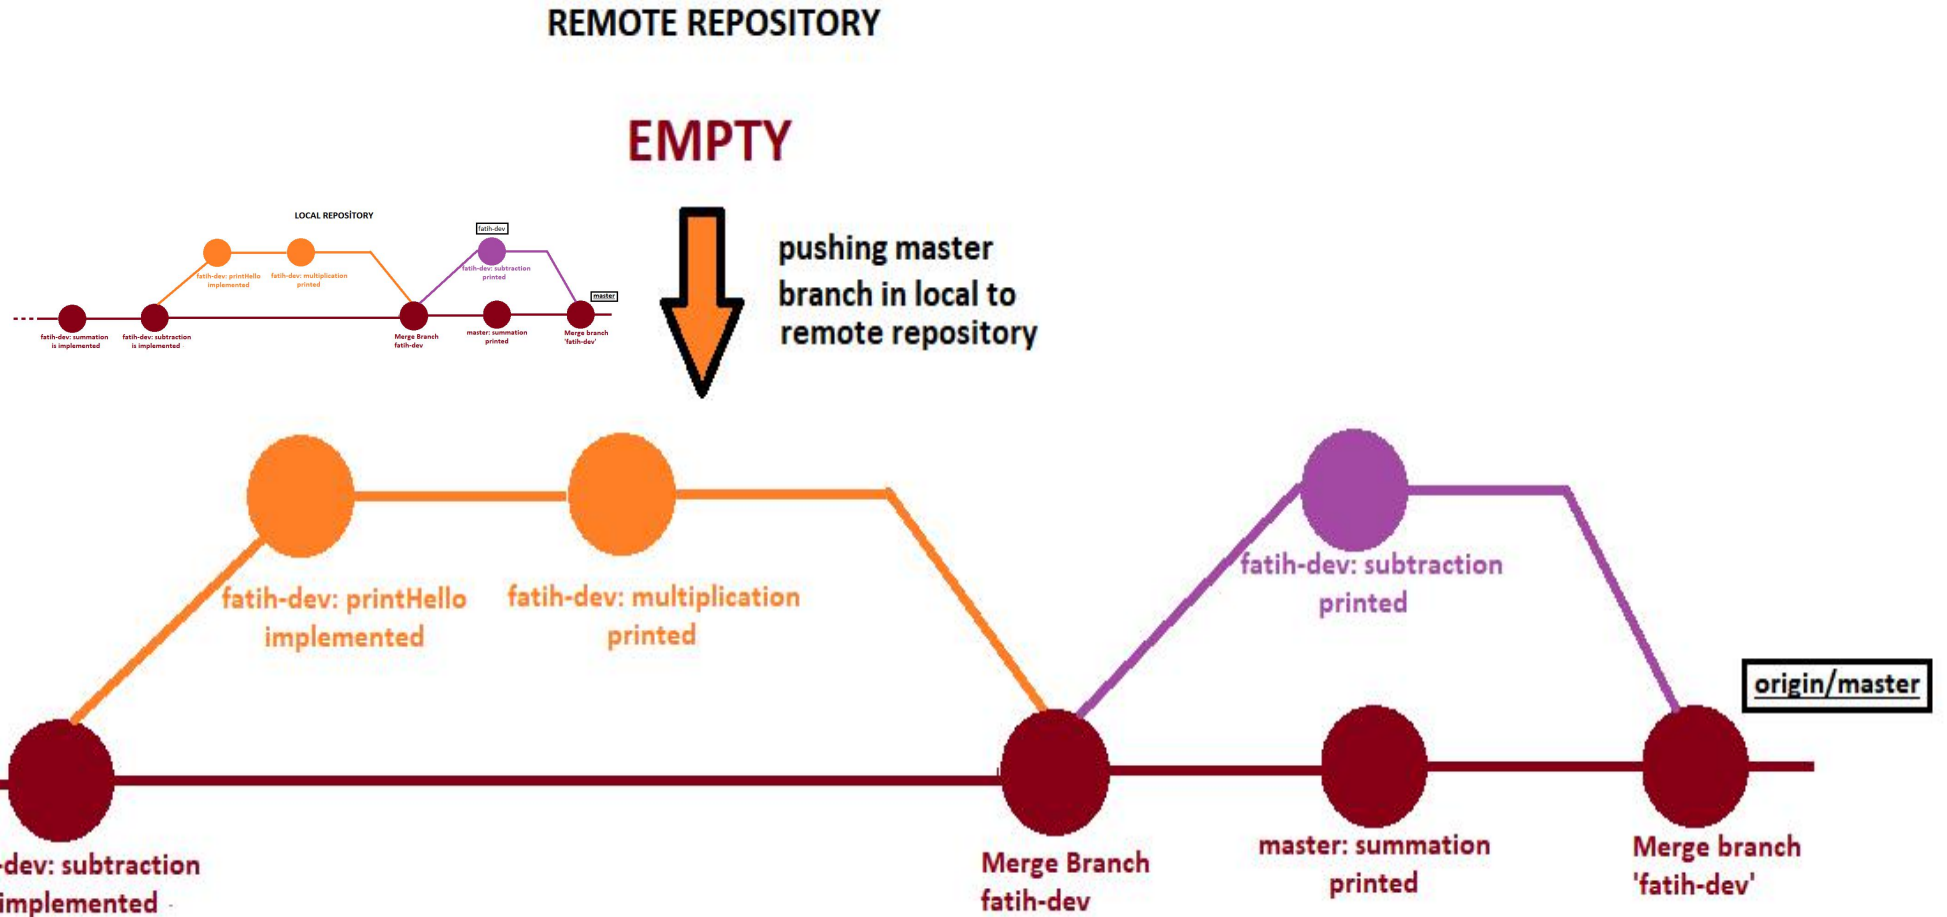 REMOTE REPOSITORY
EMPTY
pushing master
branch in local to
remote repository
LOCAL REPOSİTORY
fatih-dev
fatih-dev: printHello
implemented
fatih-dev: multiplication
printed
fatih-dev: subtraction
printed
master
fatih-dev: summation
is implemented
fatih-dev: subtraction
is implemented
Merge Branch
fatih-dev
master: summation
printed
Merge branch
'fatih-dev'
fatih-dev: printHello
implemented
fatih-dev: multiplication
printed
fatih-dev: subtraction
printed
origin/master
-dev: subtraction
implemented
Merge Branch
fatih-dev
master: summation
printed
Merge branch
'fatih-dev'